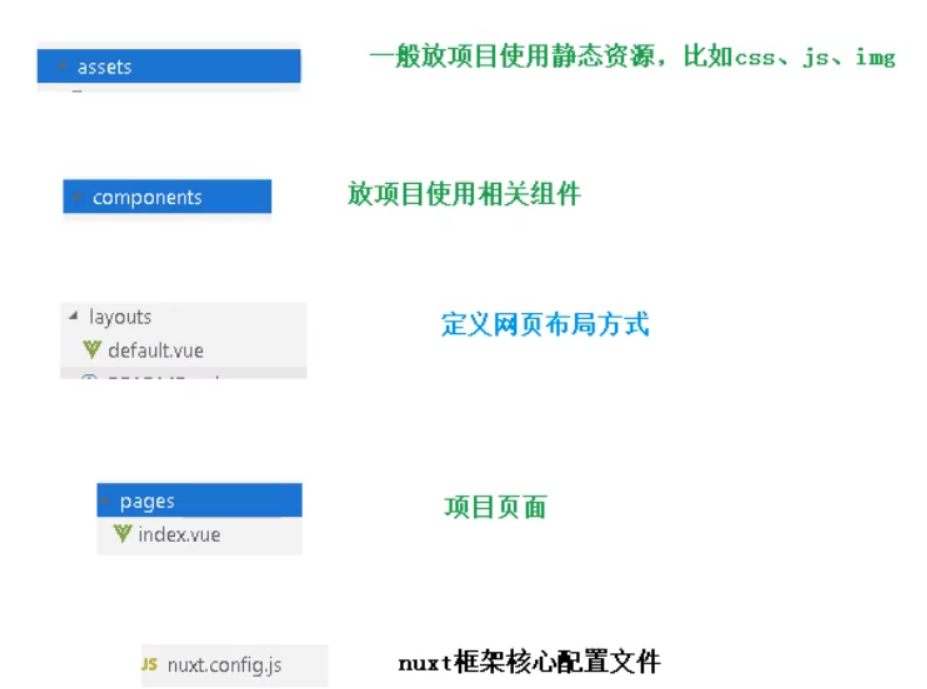 assets
一般放项目使用静态资源，比如css、js、img
components
放项目使用相关组件
layouts
定义网页布局方式
default.vue
pages
项目页面
index.vue
JS nuxt.config.js
nuxt框架核心配置文件